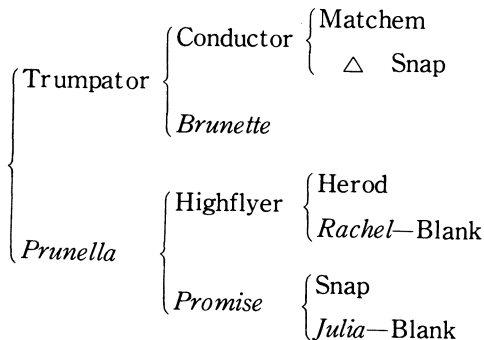 Matchem
Conductor
△ Snap
Trumpator
Brunette
Herod
Highflyer
Rachel—Blank
Prunella
Snap
Promise
Julia—Blank